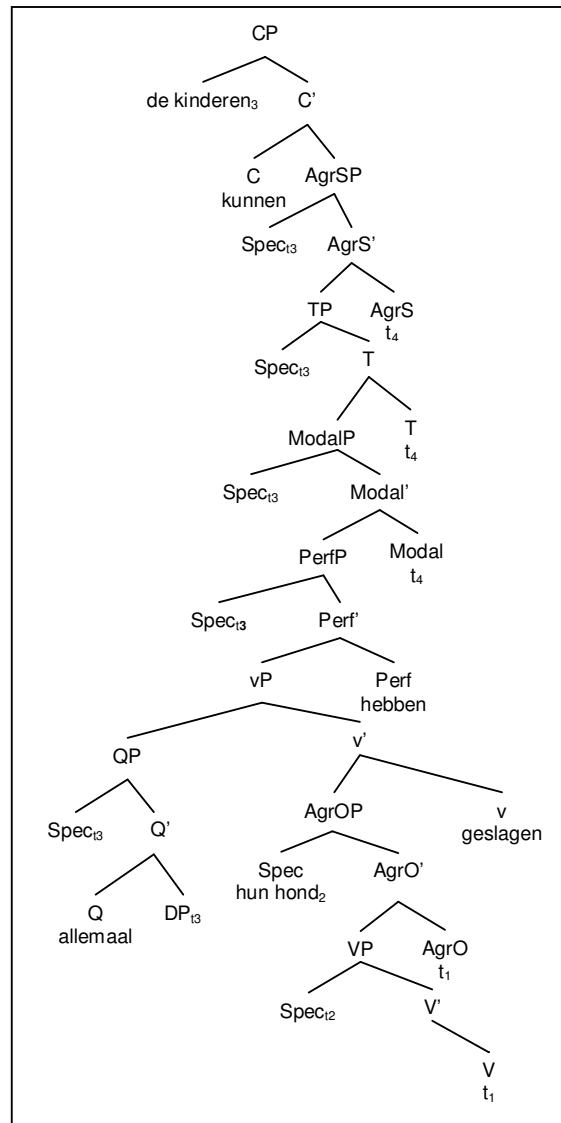 CP
de kinderen₃ C’
C AgrSP
kunnen
Specₜ₃ AgrS’
TP AgrS
t₄
Specₜ₃ T
ModalP T
t₄
Specₜ₃ Modal’
PerfP Modal
t₄
Specₜ₃ Perf’
vP Perf
hebben
QP v’
AgrOP v
geslagen
Specₜ₃ Q’
Spec AgrO’
hun hond₂
Q DPₜ₃
allemaal
VP AgrO
t₁
Specₜ₂ V’
V
t₁